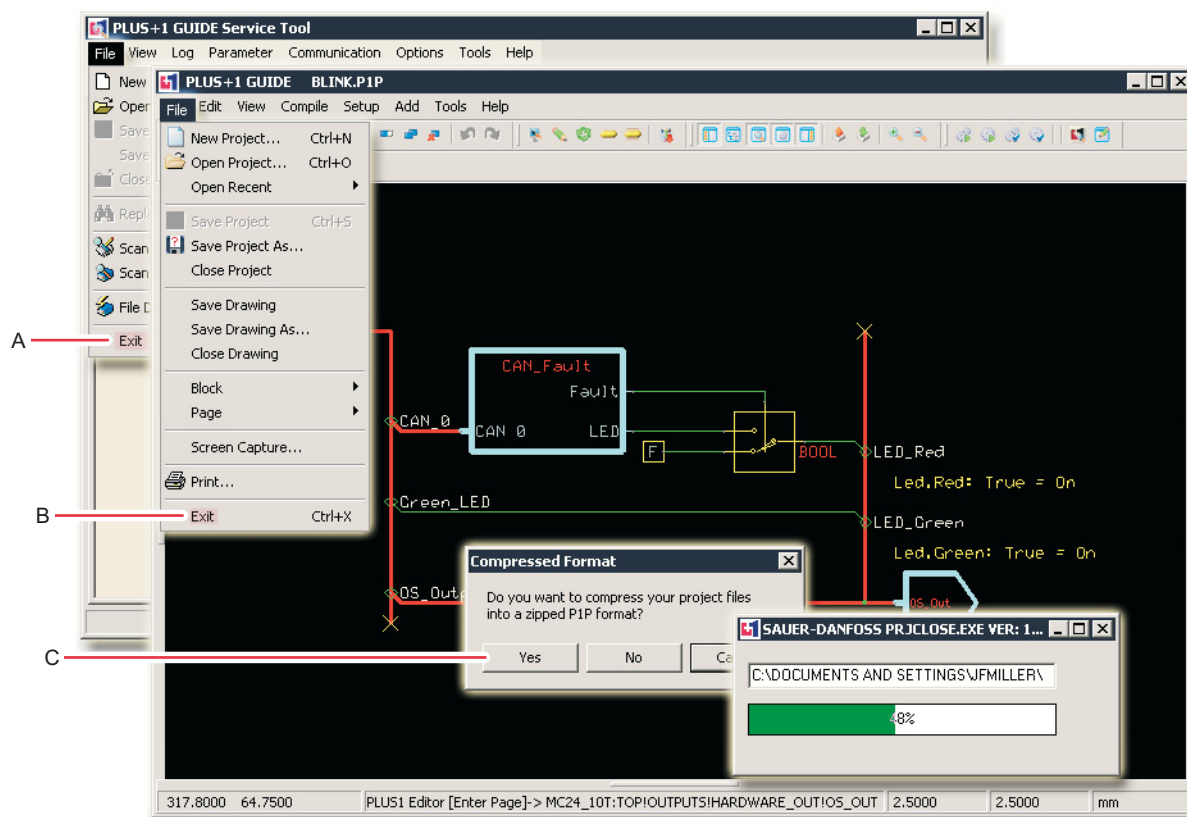 PLUS+1 GUIDE Service Tool
File View Log Parameter Communication Options Tools Help
New
Open
Save
Save
Close
Repla
Scan
Scan
File D
Exit
A
PLUS+1 GUIDE BLINK.P1P
File Edit View Compile Setup Add Tools Help
New Project... Ctrl+N
Open Project... Ctrl+O
Open Recent
Save Project Ctrl+S
Save Project As...
Close Project
Save Drawing
Save Drawing As...
Close Drawing
Block
Page
Screen Capture...
Print...
Exit Ctrl+X
B
CAN_Fault
Fault
CAN_0
CAN 0 LED
F
BOOL
LED_Red
Led.Red: True = On
Green_LED
LED_Green
Led.Green: True = On
OS_Out
OS_Out
Compressed Format
Do you want to compress your project files
into a zipped P1P format?
Yes No Ca
C
SAUER-DANFOSS PRJCLOSE.EXE VER: 1...
C:\DOCUMENTS AND SETTINGS\JFMILLER\
48%
317.8000 64.7500 PLUS1 Editor [Enter Page]-> MC24_10T:TOP!OUTPUTS!HARDWARE_OUT!OS_OUT 2.5000 2.5000 mm